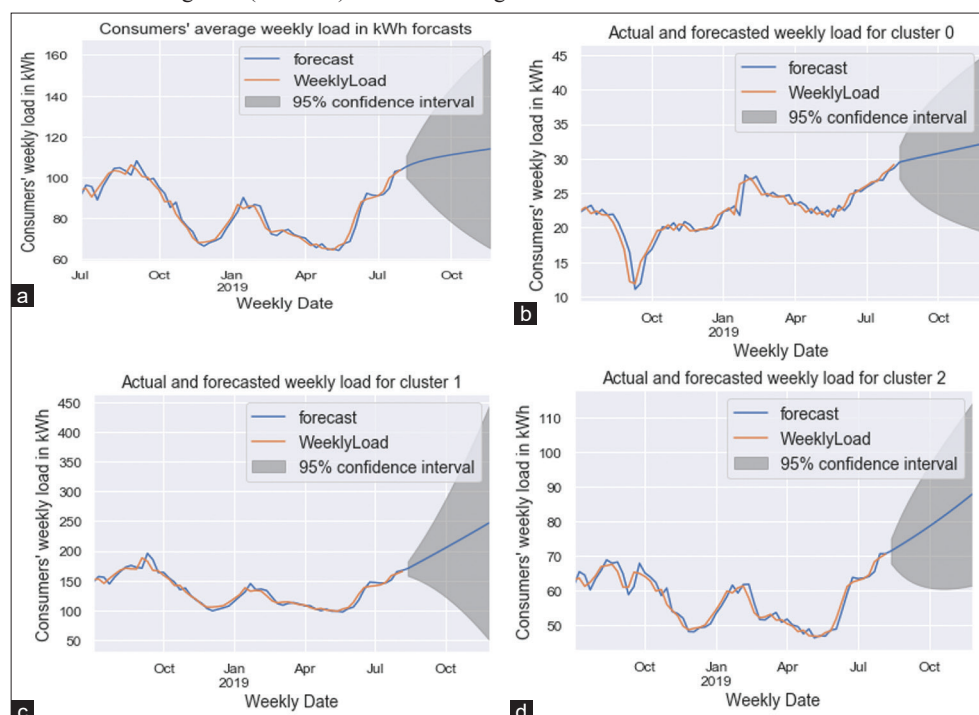 Consumers' average weekly load in kWh forcasts
160
140
120
100
80
60
Consumers' weekly load in kWh
forecast
WeeklyLoad
95% confidence interval
Jul
Oct
Jan
2019
Apr
Jul
Oct
Weekly Date
a
Actual and forecasted weekly load for cluster 0
45
40
35
30
25
20
15
10
Consumers' weekly load in kWh
forecast
WeeklyLoad
95% confidence interval
Oct
Jan
2019
Apr
Jul
Oct
Weekly Date
b
Actual and forecasted weekly load for cluster 1
450
400
350
300
250
200
150
100
50
Consumers' weekly load in kWh
forecast
WeeklyLoad
95% confidence interval
Oct
Jan
2019
Apr
Jul
Oct
Weekly Date
c
Actual and forecasted weekly load for cluster 2
110
100
90
80
70
60
50
Consumers' weekly load in kWh
forecast
WeeklyLoad
95% confidence interval
Oct
Jan
2019
Apr
Jul
Oct
Weekly Date
d